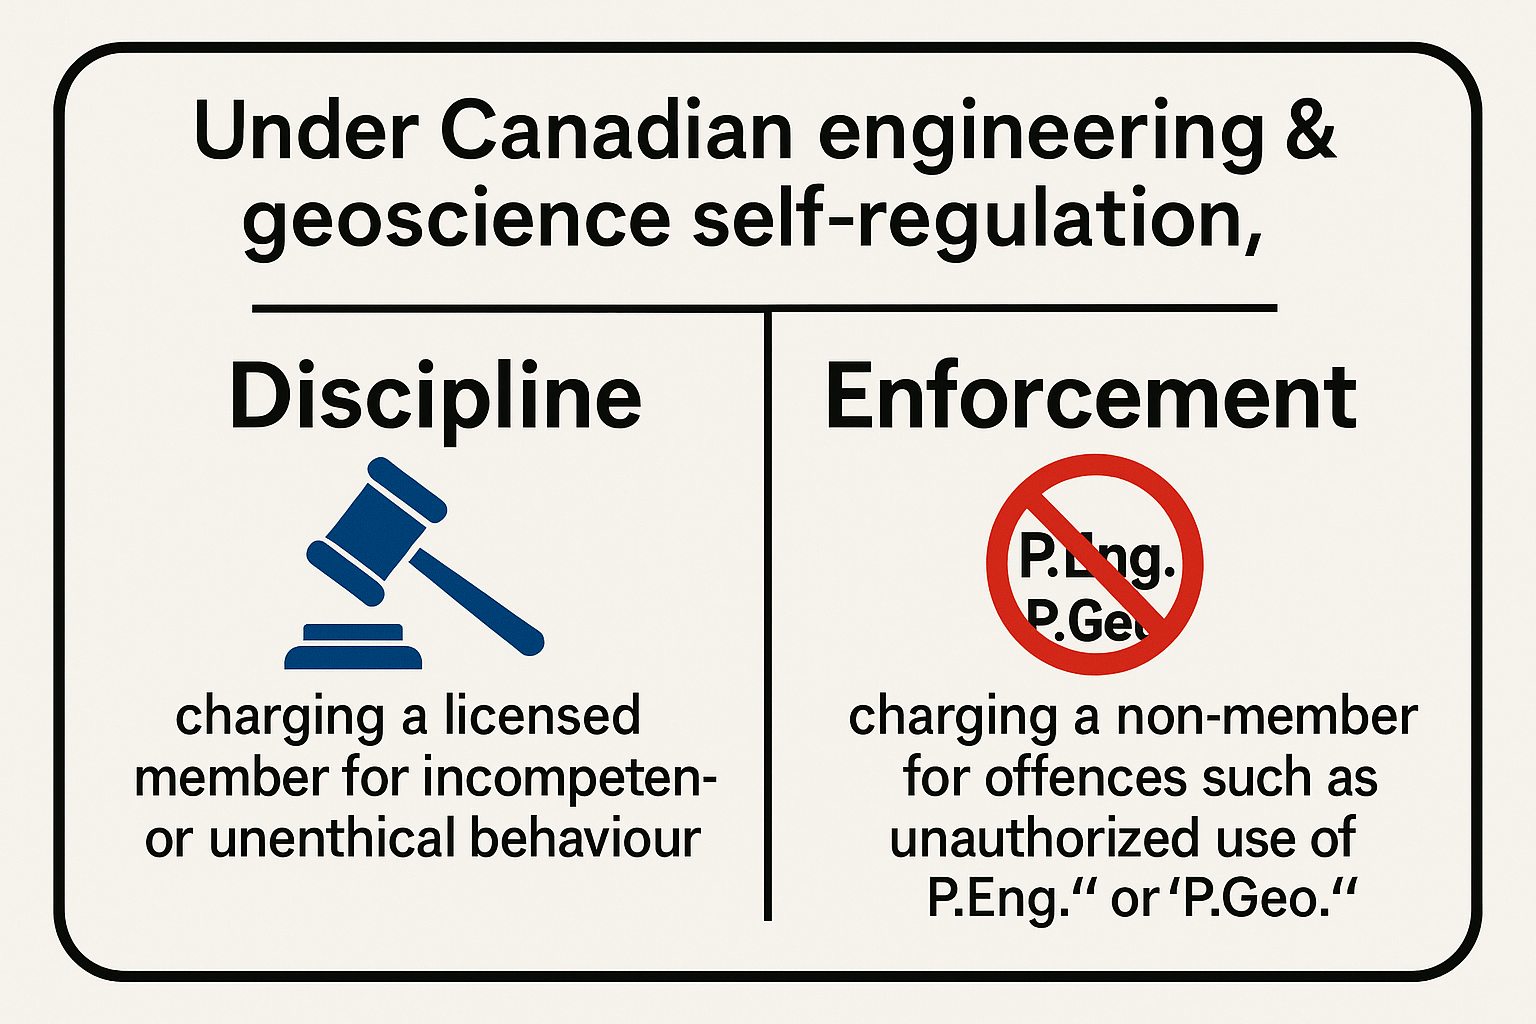 Under Canadian engineering &
geoscience self-regulation,
Discipline
charging a licensed
member for incompeten-
or unenthical behaviour
Enforcement
P.Eng.
P.Geo
charging a non-member
for offences such as
unauthorized use of
P.Eng.“ or ‘P.Geo.“